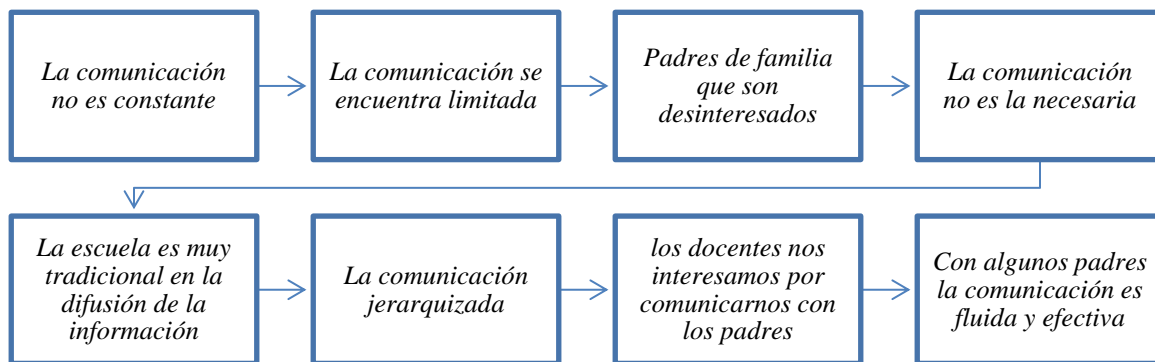 La comunicación
no es constante
La comunicación se
encuentra limitada
Padres de familia
que son
desinteresados
La comunicación
no es la necesaria
La escuela es muy
tradicional en la
difusión de la
información
La comunicación
jerarquizada
los docentes nos
interesamos por
comunicarnos con
los padres
Con algunos padres
la comunicación es
fluida y efectiva